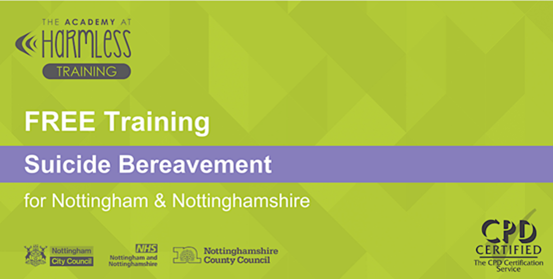 THE ACADEMY AT
HARMLESS
TRAINING
FREE Training
Suicide Bereavement
for Nottingham & Nottinghamshire
Nottingham
City Council
NHS
Nottingham and
Nottinghamshire
Nottinghamshire
County Council
CPD
CERTIFIED
The CPD Certification
Service